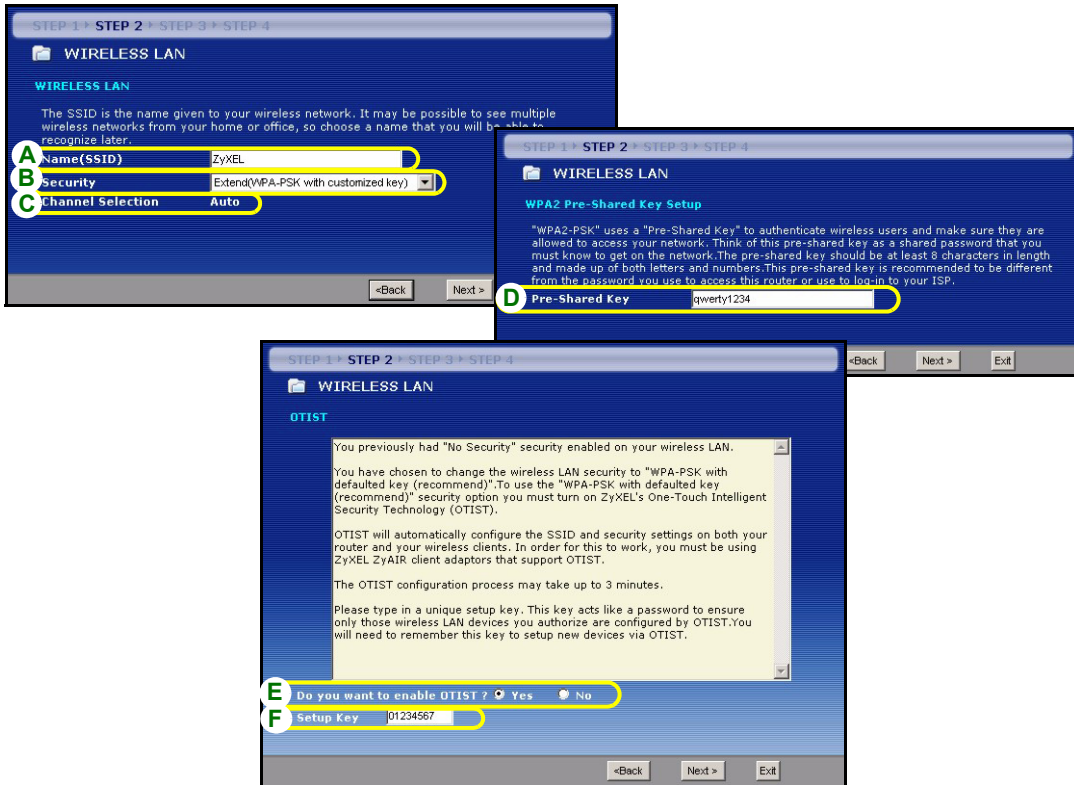 STEP 1 › STEP 2 › STEP 3 › STEP 4
WIRELESS LAN
WIRELESS LAN
The SSID is the name given to your wireless network. It may be possible to see multiple
wireless networks from your home or office, so choose a name that you will be able to
recognize later.
A Name(SSID) ZyXEL
B Security Extend(WPA-PSK with customized key)
C Channel Selection Auto
<Back Next >
STEP 1 › STEP 2 › STEP 3 › STEP 4
WIRELESS LAN
WPA2 Pre-Shared Key Setup
"WPA2-PSK" uses a "Pre-Shared Key" to authenticate wireless users and make sure they are
allowed to access your network. Think of this pre-shared key as a shared password that you
must know to get on the network.The pre-shared key should be at least 8 characters in length
and made up of both letters and numbers.This pre-shared key is recommended to be different
from the password you use to access this router or use to log-in to your ISP.
D Pre-Shared Key qwerty1234
<Back Next > Exit
STEP 1 › STEP 2 › STEP 3 › STEP 4
WIRELESS LAN
OTIST
You previously had "No Security" security enabled on your wireless LAN.
You have chosen to change the wireless LAN security to "WPA-PSK with
defaulted key (recommend)".To use the "WPA-PSK with defaulted key
(recommend)" security option you must turn on ZyXEL's One-Touch Intelligent
Security Technology (OTIST).
OTIST will automatically configure the SSID and security settings on both your
router and your wireless clients. In order for this to work, you must be using
ZyXEL ZyAIR client adaptors that support OTIST.
The OTIST configuration process may take up to 3 minutes.
Please type in a unique setup key. This key acts like a password to ensure
only those wireless LAN devices you authorize are configured by OTIST.You
will need to remember this key to setup new devices via OTIST.
E Do you want to enable OTIST ? Yes No
F Setup Key 01234567
<Back Next > Exit